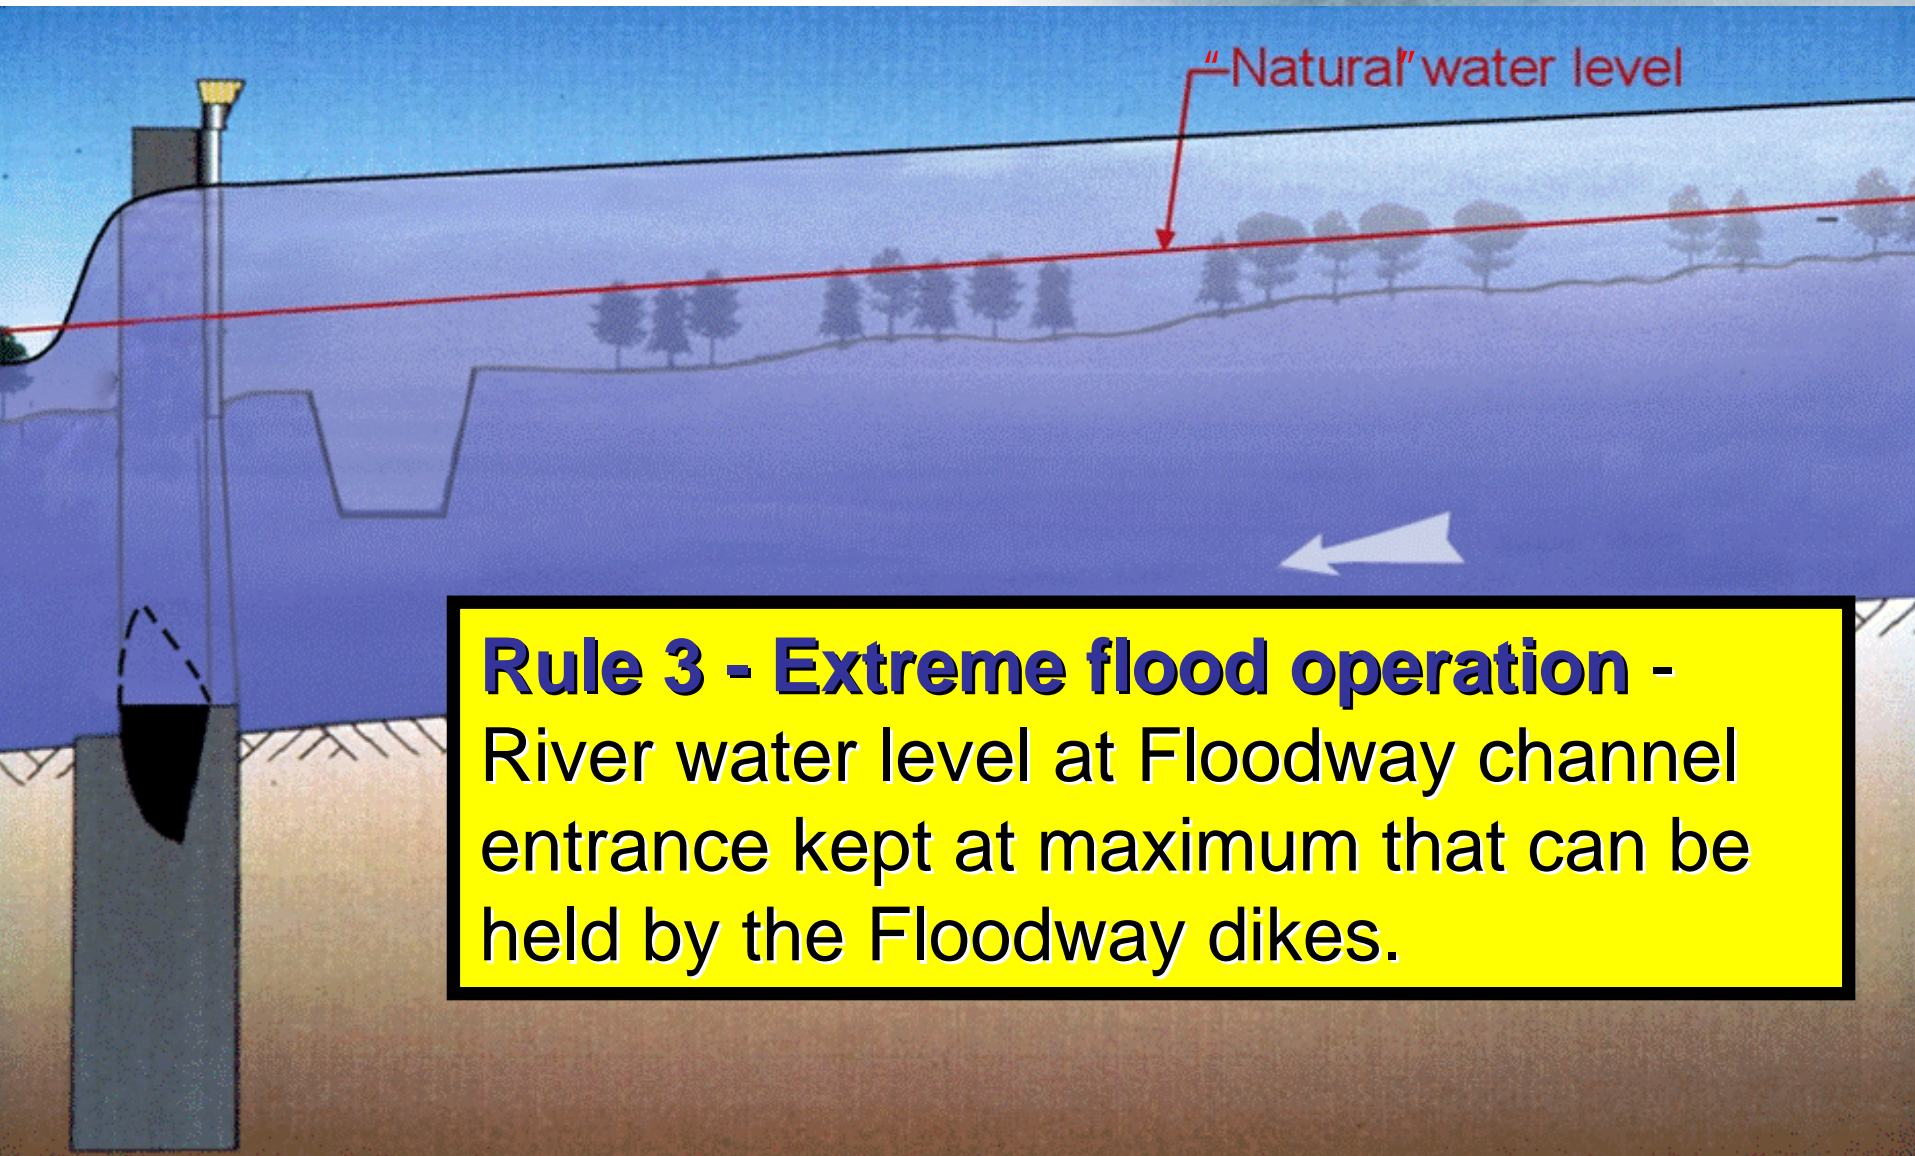 “Natural” water level
Rule 3 - Extreme flood operation -
River water level at Floodway channel
entrance kept at maximum that can be
held by the Floodway dikes.